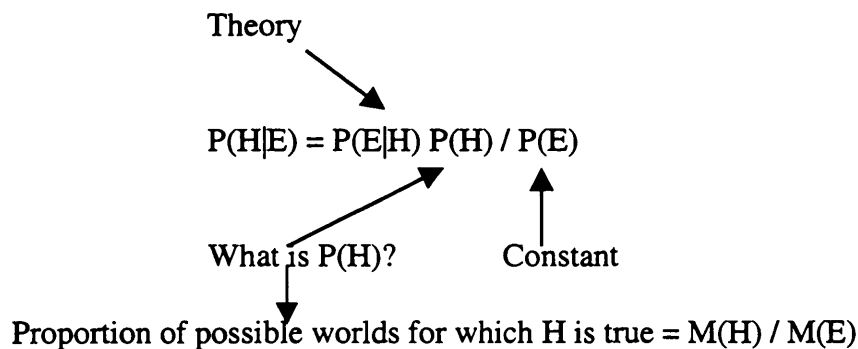 Theory
P(H|E) = P(E|H) P(H) / P(E)
What is P(H)? Constant
Proportion of possible worlds for which H is true = M(H) / M(E)